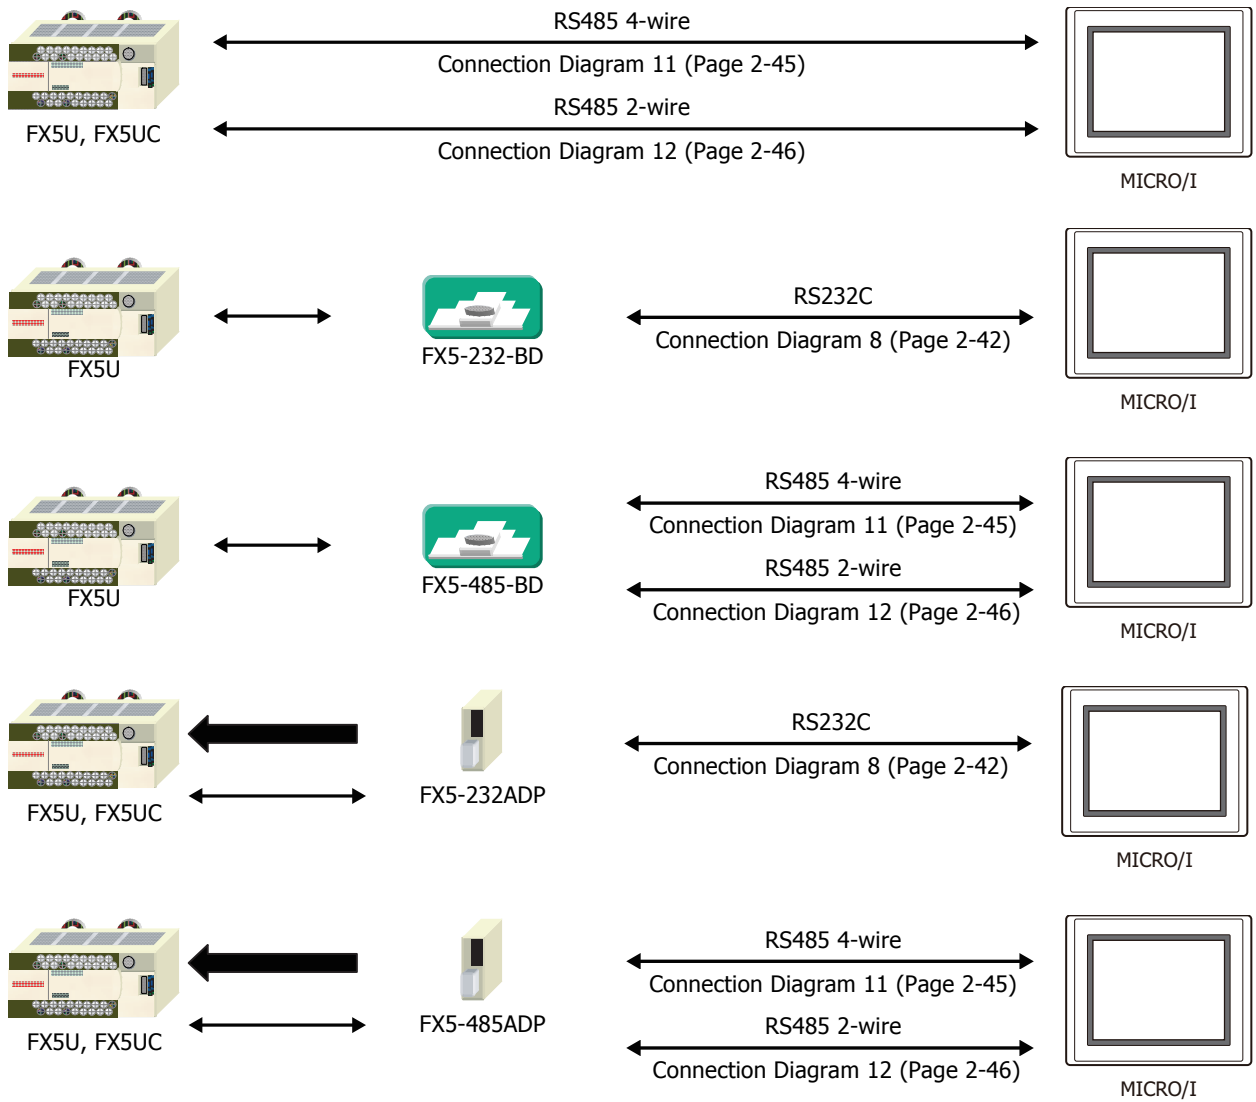 RS485 4-wire
Connection Diagram 11 (Page 2-45)
RS485 2-wire
Connection Diagram 12 (Page 2-46)
FX5U, FX5UC
MICRO/I
RS232C
Connection Diagram 8 (Page 2-42)
FX5U
FX5-232-BD
MICRO/I
RS485 4-wire
Connection Diagram 11 (Page 2-45)
RS485 2-wire
Connection Diagram 12 (Page 2-46)
FX5U
FX5-485-BD
MICRO/I
RS232C
Connection Diagram 8 (Page 2-42)
FX5U, FX5UC
FX5-232ADP
MICRO/I
RS485 4-wire
Connection Diagram 11 (Page 2-45)
RS485 2-wire
Connection Diagram 12 (Page 2-46)
FX5U, FX5UC
FX5-485ADP
MICRO/I